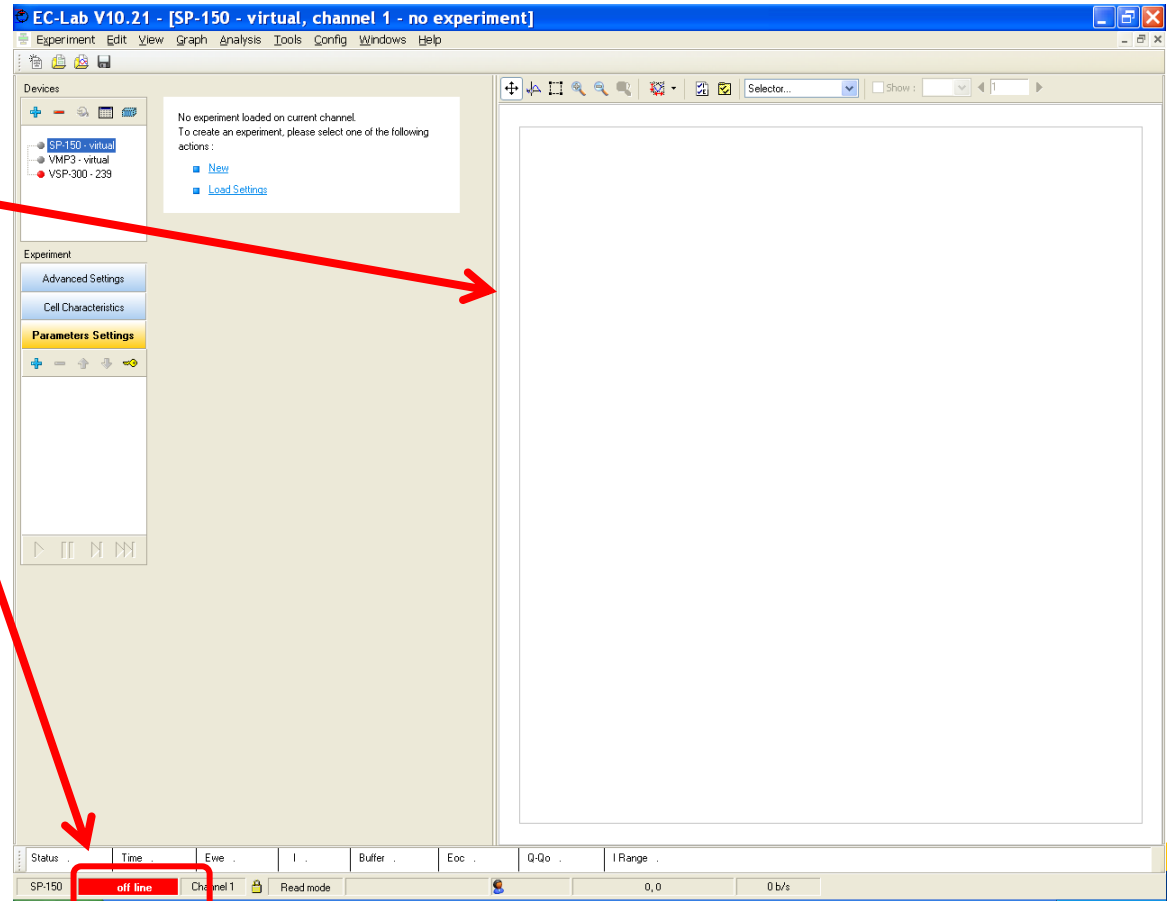 EC-Lab V10.21 - [SP-150 - virtual, channel 1 - no experiment]
Experiment Edit View Graph Analysis Tools Config Windows Help
Devices
SP-150 - virtual
VMP3 - virtual
VSP-300 - 239
No experiment loaded on current channel.
To create an experiment, please select one of the following
actions :
New
Load Settings
Selector... Show : 1
Experiment
Advanced Settings
Cell Characteristics
Parameters Settings
Status . Time . Ewe . I . Buffer . Eoc . Q-Qo . I Range .
SP-150 off line Channel 1 Read mode 0, 0 0 b/s